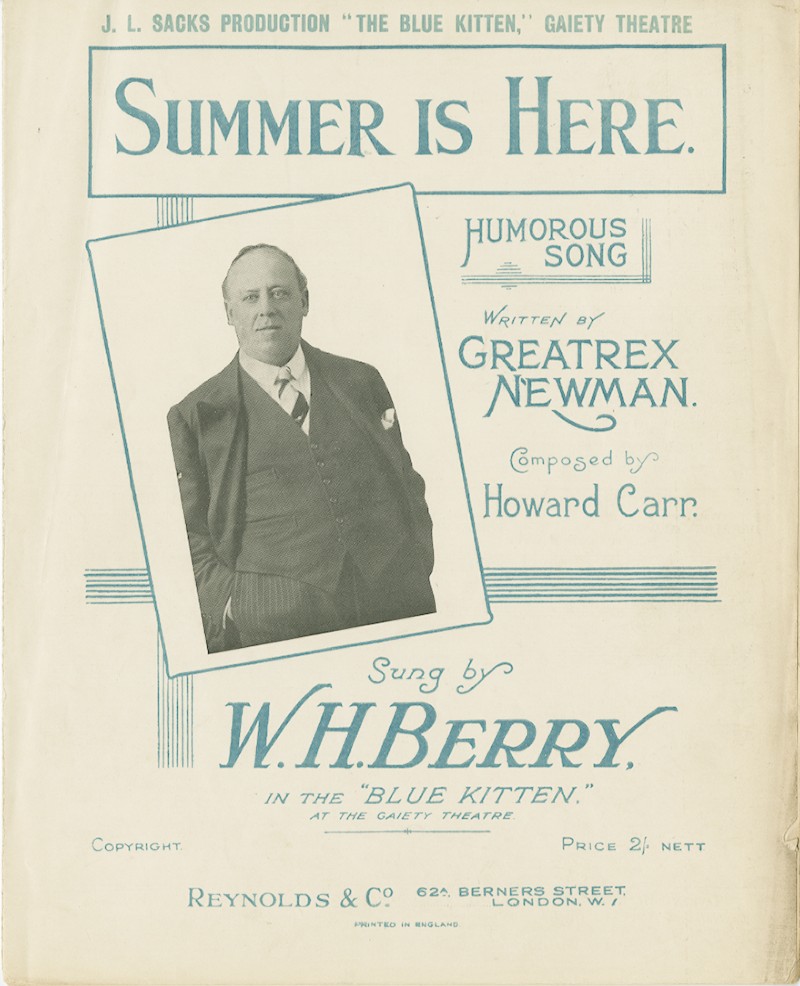 J. L. SACKS PRODUCTION "THE BLUE KITTEN," GAIETY THEATRE
SUMMER IS HERE.
HUMOROUS
SONG
WRITTEN BY
GREATREX
NEWMAN.
Composed by
Howard Carr.
Sung by
W. H. BERRY,
IN THE "BLUE KITTEN."
AT THE GAIETY THEATRE.
COPYRIGHT.
PRICE 2/- NETT
REYNOLDS & Co. 62A, BERNERS STREET,
LONDON. W. 1
PRINTED IN ENGLAND.